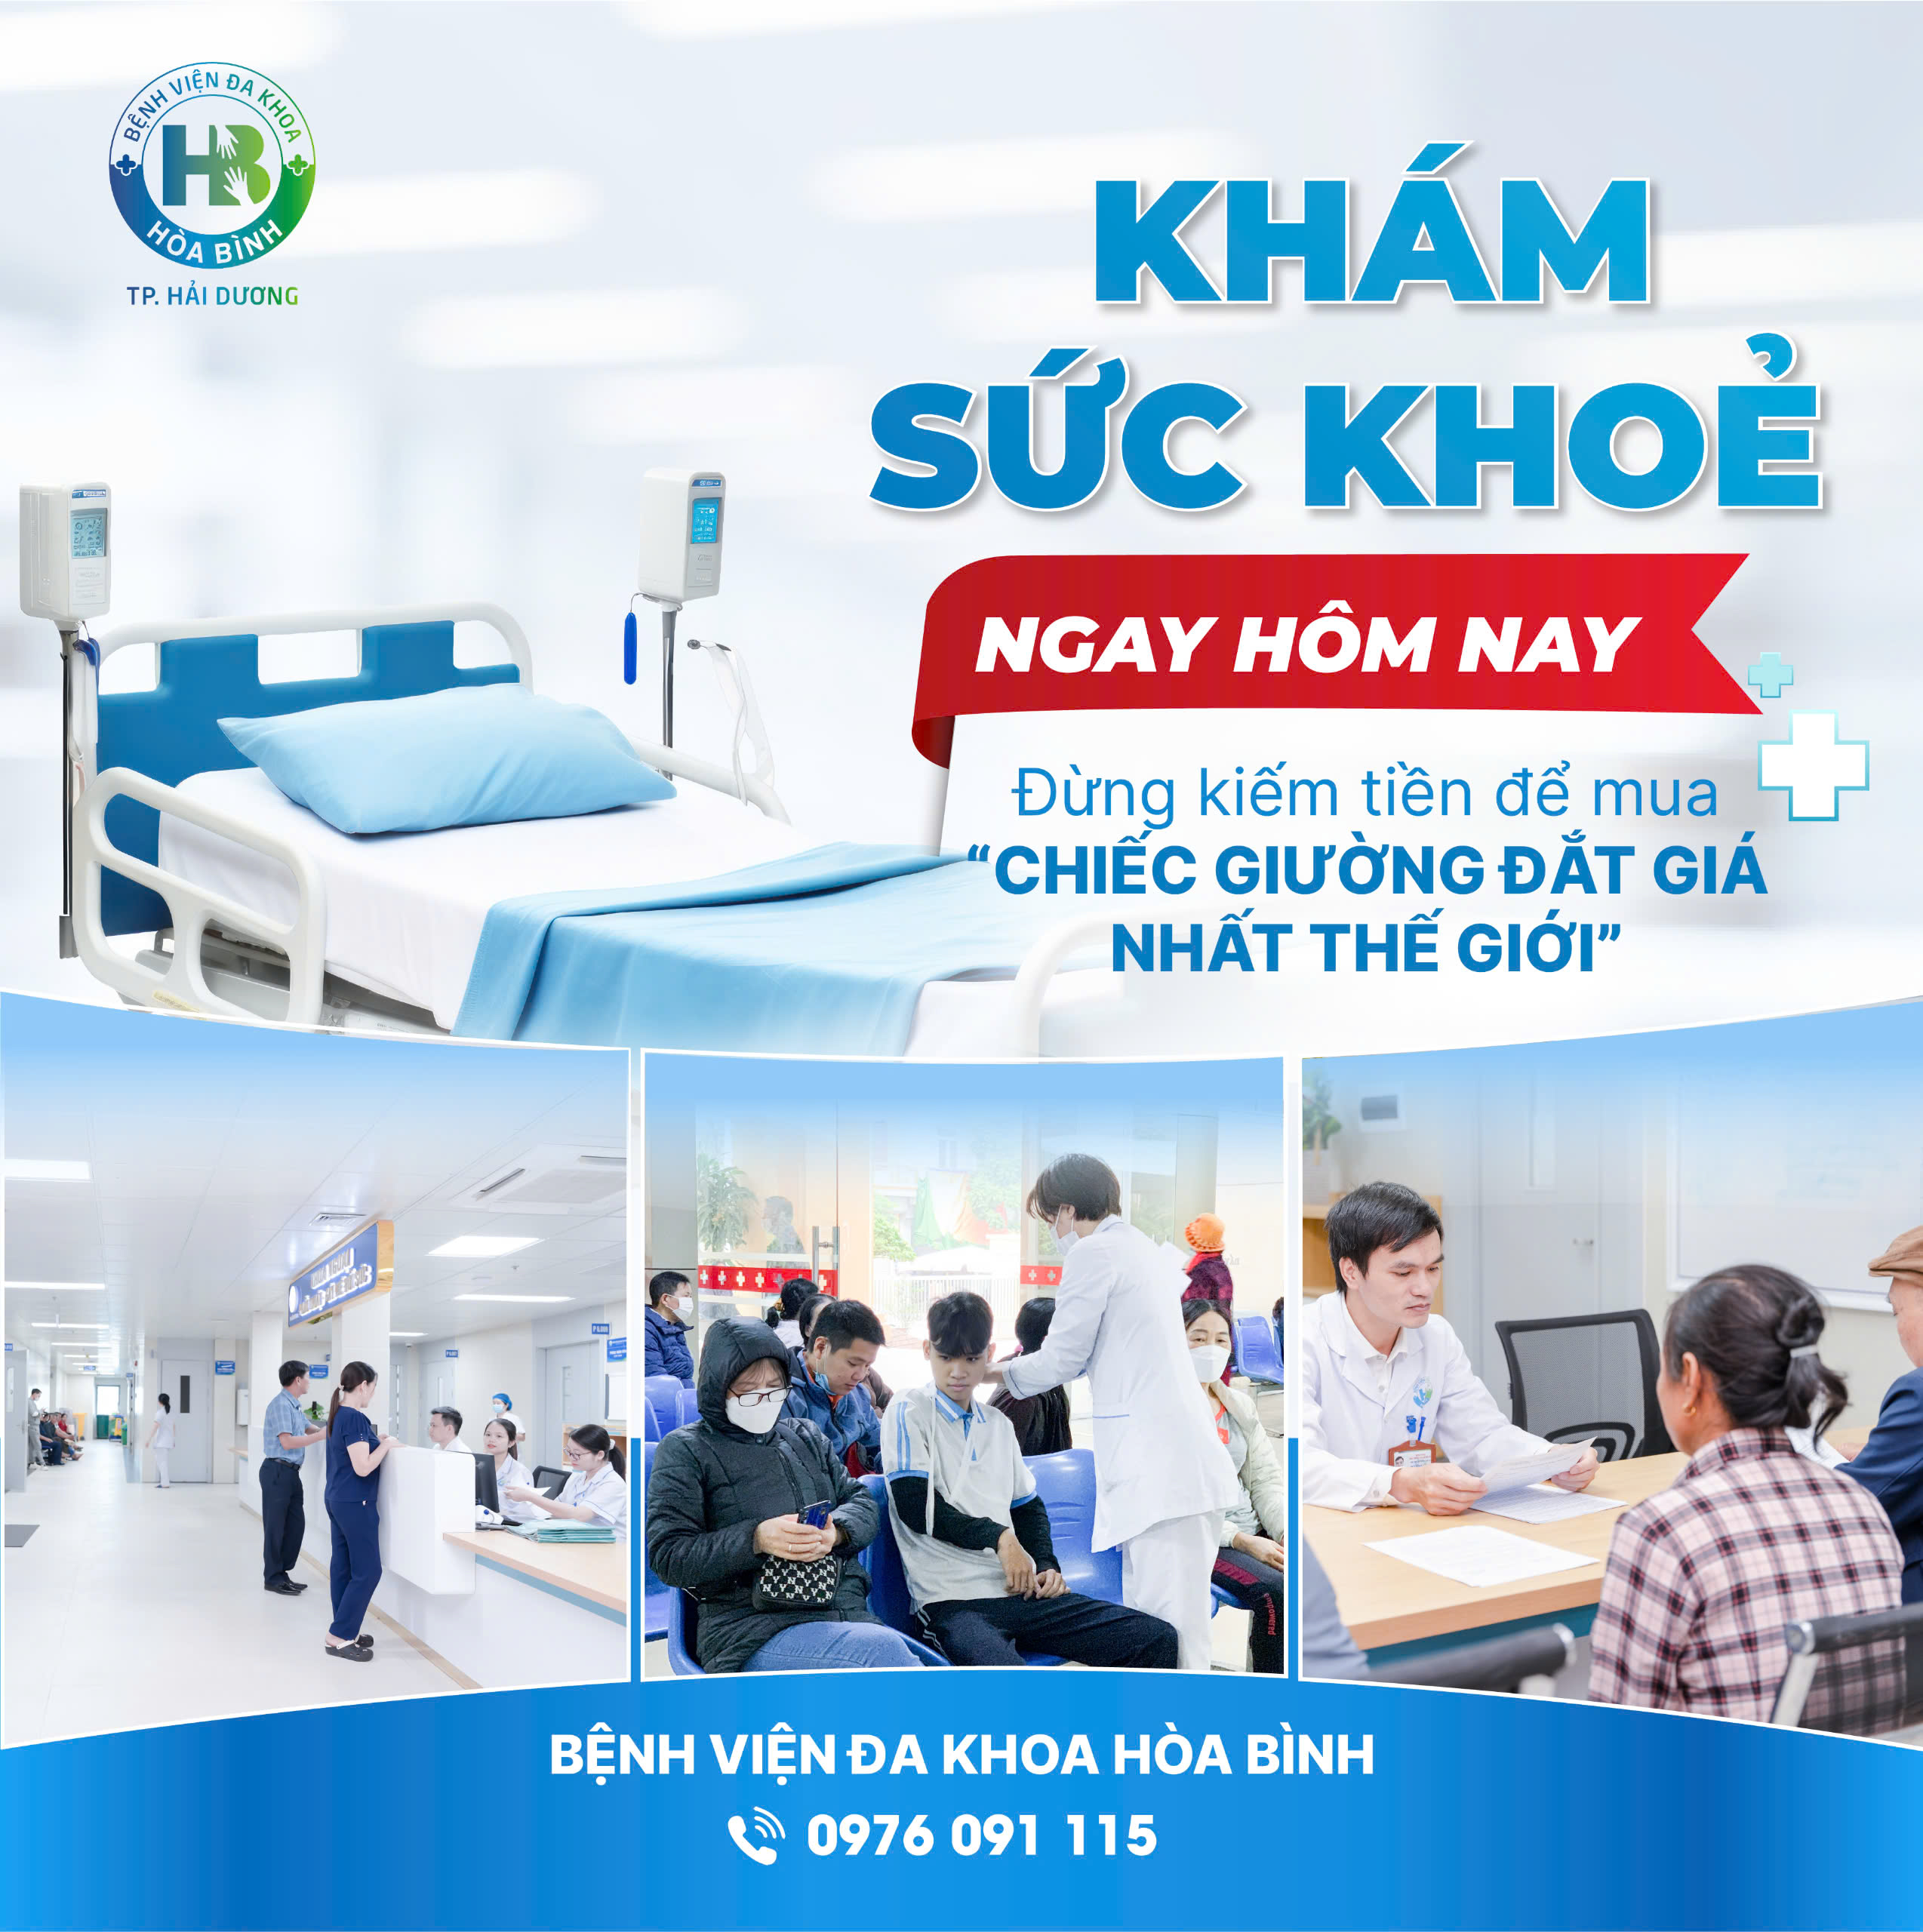 BỆNH VIỆN ĐA KHOA
HB
HÒA BÌNH
TP. HẢI DƯƠNG
KHÁM
SỨC KHOẺ
NGAY HÔM NAY
Đừng kiếm tiền để mua
“CHIẾC GIƯỜNG ĐẮT GIÁ
NHẤT THẾ GIỚI”
BỆNH VIỆN ĐA KHOA HÒA BÌNH
0976 091 115